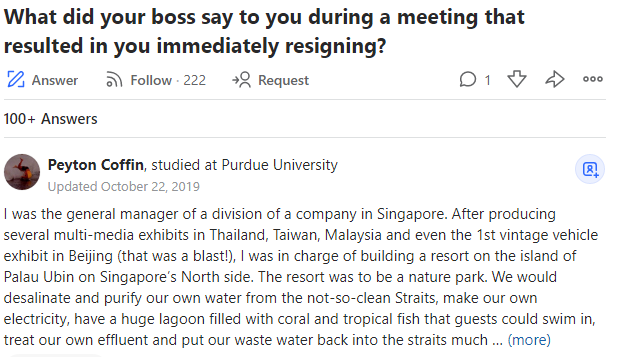 What did your boss say to you during a meeting that
resulted in you immediately resigning?
Answer Follow · 222 Request 1
100+ Answers
Peyton Coffin, studied at Purdue University
Updated October 22, 2019
I was the general manager of a division of a company in Singapore. After producing
several multi-media exhibits in Thailand, Taiwan, Malaysia and even the 1st vintage vehicle
exhibit in Beijing (that was a blast!), I was in charge of building a resort on the island of
Palau Ubin on Singapore's North side. The resort was to be a nature park. We would
desalinate and purify our own water from the not-so-clean Straits, make our own
electricity, have a huge lagoon filled with coral and tropical fish that guests could swim in,
treat our own effluent and put our waste water back into the straits much ... (more)